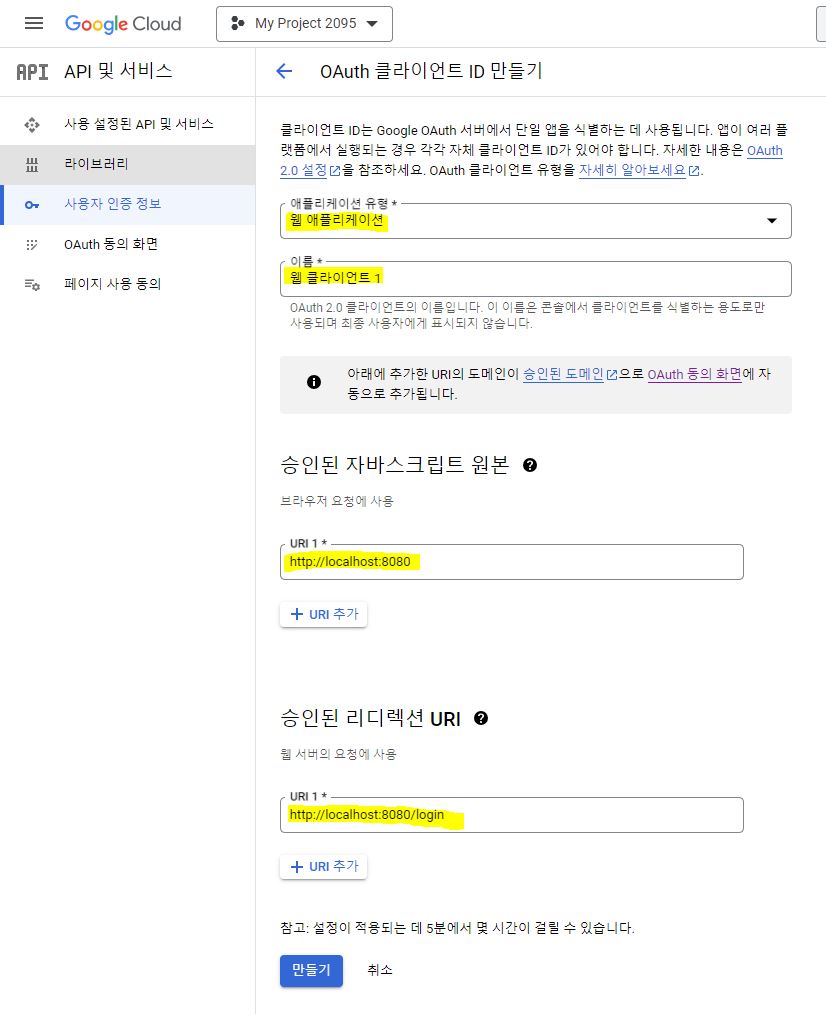 Google Cloud
My Project 2095
API
API 및 서비스
OAuth 클라이언트 ID 만들기
사용 설정된 API 및 서비스
라이브러리
사용자 인증 정보
OAuth 동의 화면
페이지 사용 동의
클라이언트 ID는 Google OAuth 서버에서 단일 앱을 식별하는 데 사용됩니다. 앱이 여러 플
랫폼에서 실행되는 경우 각각 자체 클라이언트 ID가 있어야 합니다. 자세한 내용은 OAuth
2.0 설정을 참조하세요. OAuth 클라이언트 유형을 자세히 알아보세요.
애플리케이션 유형 *
웹 애플리케이션
이름 *
웹 클라이언트 1
OAuth 2.0 클라이언트의 이름입니다. 이 이름은 콘솔에서 클라이언트를 식별하는 용도로만
사용되며 최종 사용자에게 표시되지 않습니다.
아래에 추가한 URI의 도메인이 승인된 도메인으로 OAuth 동의 화면에 자
동으로 추가됩니다.
승인된 자바스크립트 원본
브라우저 요청에 사용
URI 1 *
http://localhost:8080
+ URI 추가
승인된 리디렉션 URI
웹 서버의 요청에 사용
URI 1 *
http://localhost:8080/login
+ URI 추가
참고: 설정이 적용되는 데 5분에서 몇 시간이 걸릴 수 있습니다.
만들기
취소